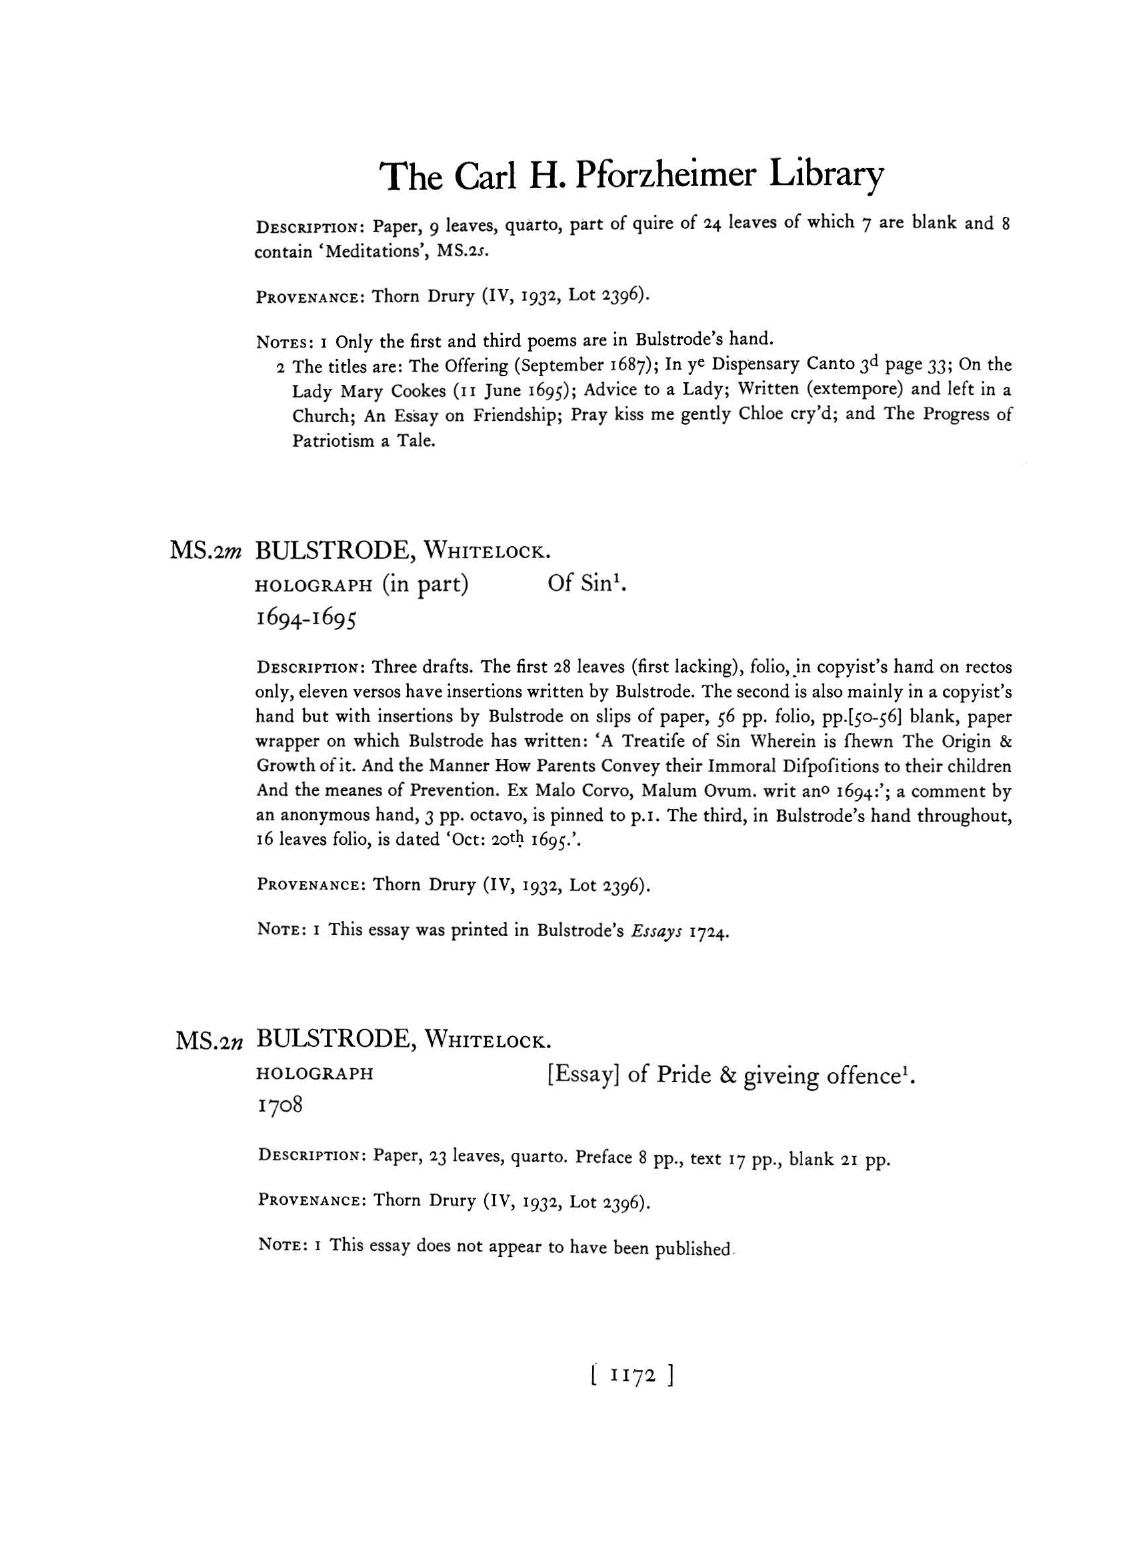 The Carl H. Pforzheimer Library
DESCRIPTION: Paper, 9 leaves, quarto, part of quire of 24 leaves of which 7 are blank and 8
contain ‘Meditations’, MS.2s.
PROVENANCE: Thorn Drury (IV, 1932, Lot 2396).
NOTES: 1 Only the first and third poems are in Bulstrode’s hand.
2 The titles are: The Offering (September 1687); In ye Dispensary Canto 3d page 33; On the
Lady Mary Cookes (11 June 1695); Advice to a Lady; Written (extempore) and left in a
Church; An Essay on Friendship; Pray kiss me gently Chloe cry’d; and The Progress of
Patriotism a Tale.
MS.2m BULSTRODE, WHITELOCK.
HOLOGRAPH (in part) Of Sin¹.
1694-1695
DESCRIPTION: Three drafts. The first 28 leaves (first lacking), folio, in copyist’s hand on rectos
only, eleven versos have insertions written by Bulstrode. The second is also mainly in a copyist’s
hand but with insertions by Bulstrode on slips of paper, 56 pp. folio, pp.[50-56] blank, paper
wrapper on which Bulstrode has written: ‘A Treatiſe of Sin Wherein is ſhewn The Origin &
Growth of it. And the Manner How Parents Convey their Immoral Diſpoſitions to their children
And the meanes of Prevention. Ex Malo Corvo, Malum Ovum. writ anº 1694:’; a comment by
an anonymous hand, 3 pp. octavo, is pinned to p.1. The third, in Bulstrode’s hand throughout,
16 leaves folio, is dated ‘Oct: 20th 1695.’.
PROVENANCE: Thorn Drury (IV, 1932, Lot 2396).
NOTE: 1 This essay was printed in Bulstrode’s Essays 1724.
MS.2n BULSTRODE, WHITELOCK.
HOLOGRAPH [Essay] of Pride & giveing offence¹.
1708
DESCRIPTION: Paper, 23 leaves, quarto. Preface 8 pp., text 17 pp., blank 21 pp.
PROVENANCE: Thorn Drury (IV, 1932, Lot 2396).
NOTE: 1 This essay does not appear to have been published.
[ 1172 ]